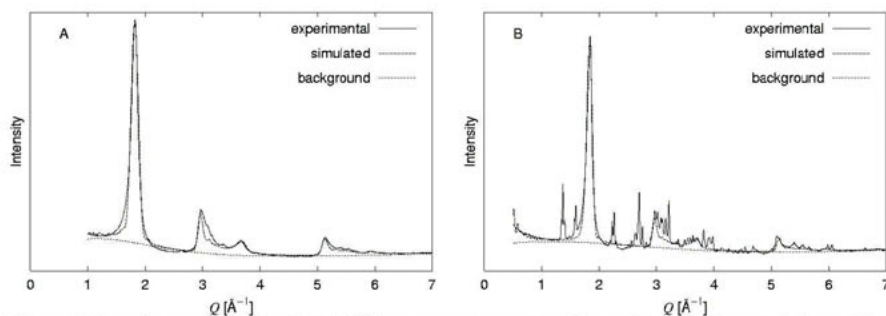 A
experimental
simulated
background
Intensity
0 1 2 3 4 5 6 7
Q [Å⁻¹]
B
experimental
simulated
background
Intensity
0 1 2 3 4 5 6 7
Q [Å⁻¹]